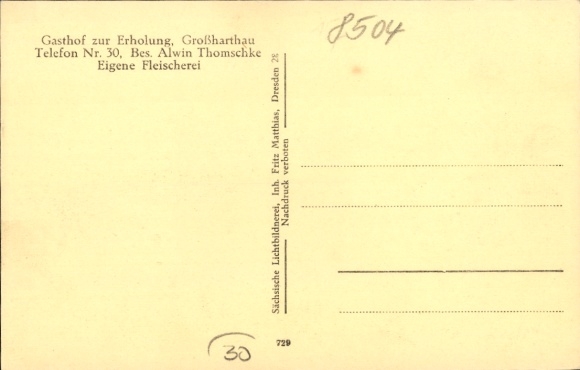 Gasthof zur Erholung, Großharthau
Telefon Nr. 30, Bes. Alwin Thomschke
Eigene Fleischerei
8504
Sächsische Lichtbildnerei, Inh. Fritz Matthias, Dresden 28
Nachdruck verboten
30
729